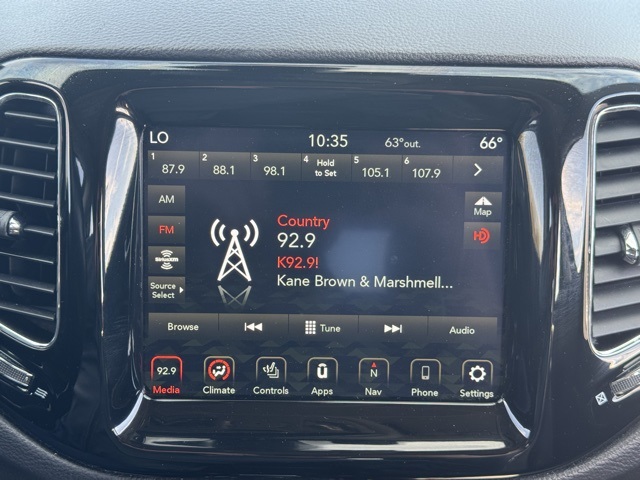 LO 10:35 63°out. 66°
1 87.9 2 88.1 3 98.1 4 Hold to Set 5 105.1 6 107.9
AM
FM
SiriusXM
Source Select
Country
92.9
K92.9!
Kane Brown & Marshmell...
Map
HD
Browse Tune Audio
92.9 N
Media Climate Controls Apps Nav Phone Settings